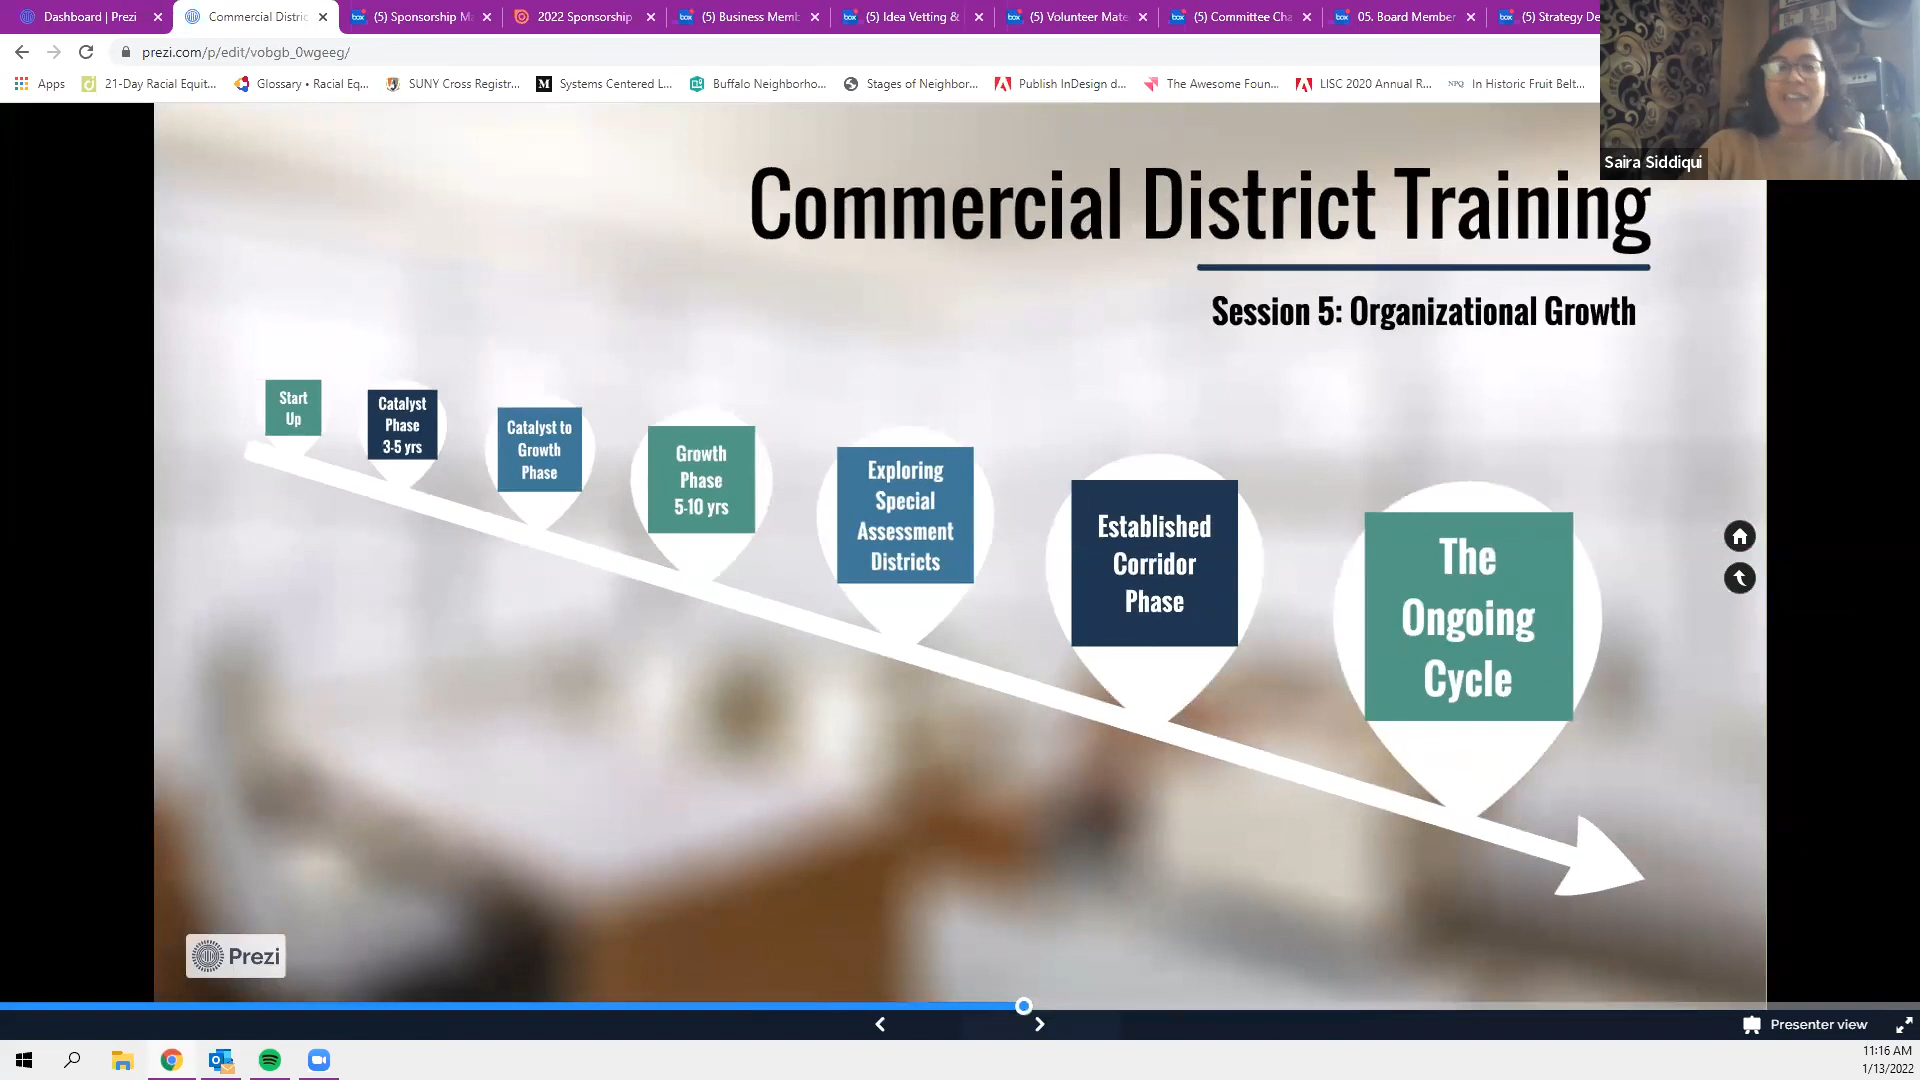 Dashboard | Prezi
Commercial Distric
(5) Sponsorship Ma
2022 Sponsorship
(5) Business Memb
(5) Idea Vetting &
(5) Volunteer Mate
(5) Committee Cha
05. Board Member
(5) Strategy De
prezi.com/p/edit/vobgb_0wgeeg/
Apps
21-Day Racial Equit...
Glossary • Racial Eq...
SUNY Cross Registr...
Systems Centered L...
Buffalo Neighborho...
Stages of Neighbor...
Publish InDesign d...
The Awesome Foun...
LISC 2020 Annual R...
NPQ
In Historic Fruit Belt...
Saira Siddiqui
Commercial District Training
Session 5: Organizational Growth
Start
Up
Catalyst
Phase
3-5 yrs
Catalyst to
Growth
Phase
Growth
Phase
5-10 yrs
Exploring
Special
Assessment
Districts
Established
Corridor
Phase
The
Ongoing
Cycle
Prezi
Presenter view
11:16 AM
1/13/2022